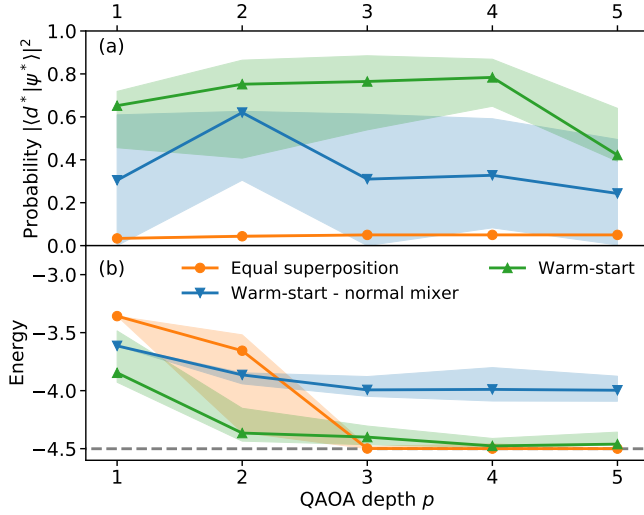 1 2 3 4 5
(a)
Probability |⟨d*|ψ*⟩|²
1.0
0.8
0.6
0.4
0.2
0.0
(b)
Equal superposition
Warm-start
Warm-start - normal mixer
Energy
−3.0
−3.5
−4.0
−4.5
1 2 3 4 5
QAOA depth p